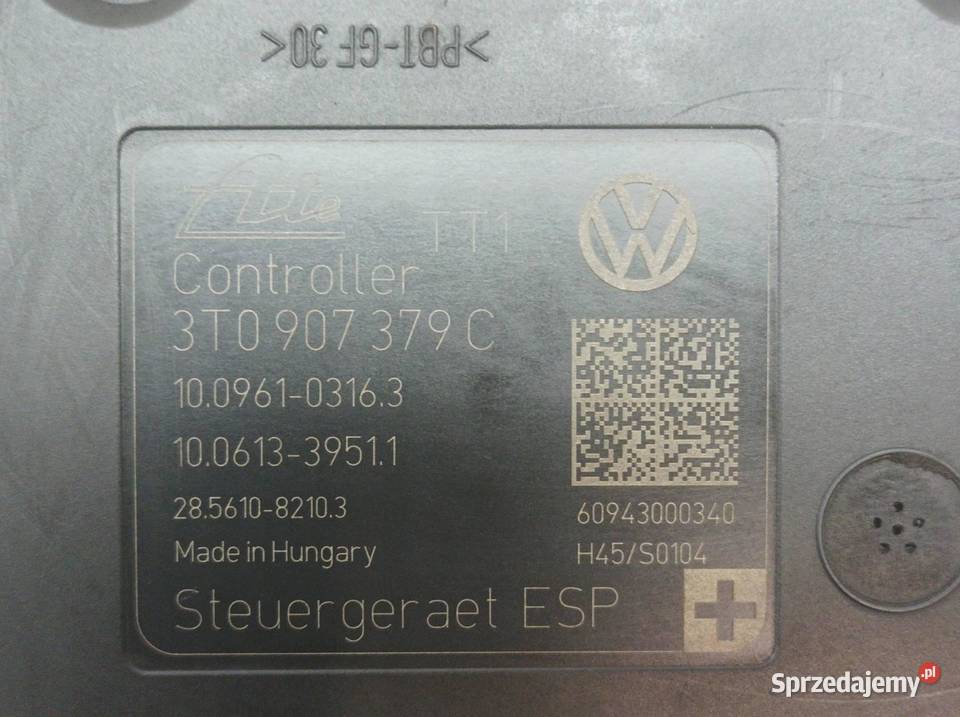 >PBT-GF 30<
Ate
TT1
Controller
3T0 907 379 C
10.0961-0316.3
10.0613-3951.1
28.5610-8210.3
60943000340
Made in Hungary
H45/S0104
Steuergeraet ESP
Sprzedajemy.pl